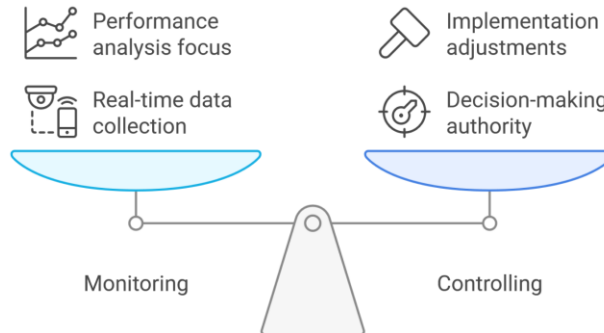 Performance
analysis focus
Real-time data
collection
Implementation
adjustments
Decision-making
authority
Monitoring
Controlling